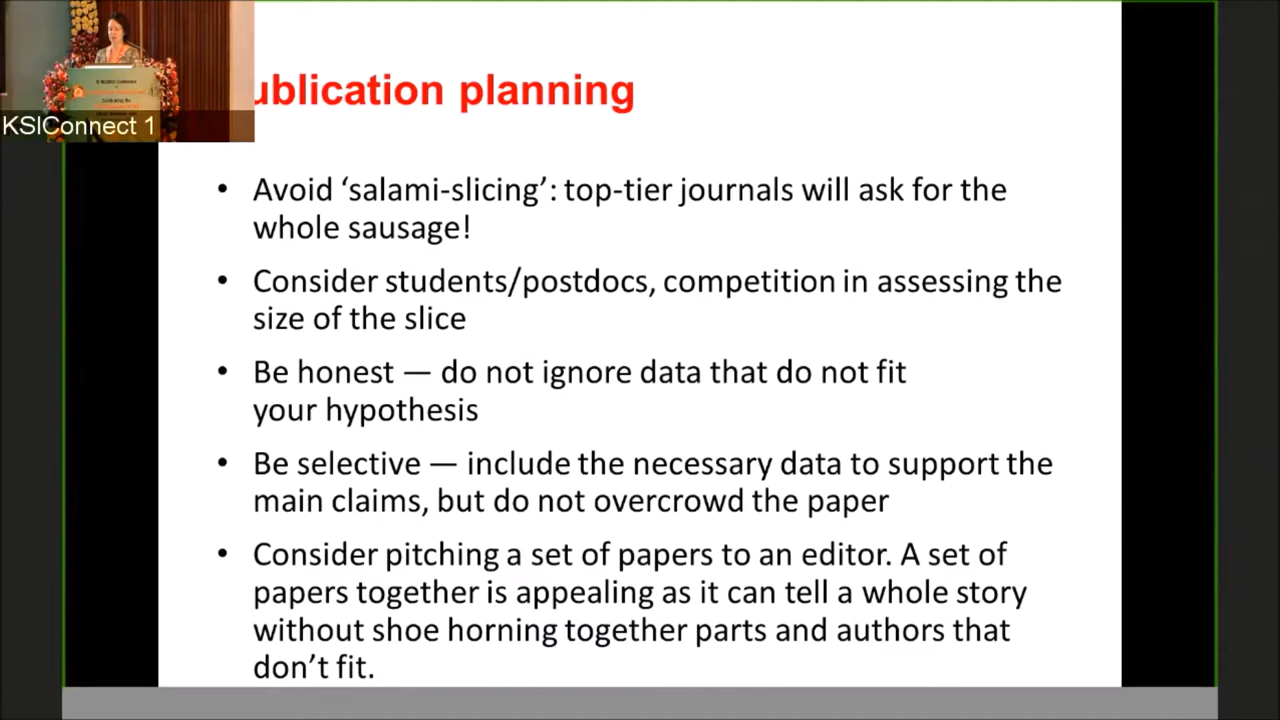 ublication planning
KSIConnect 1
• Avoid ‘salami-slicing’: top-tier journals will ask for the
whole sausage!
• Consider students/postdocs, competition in assessing the
size of the slice
• Be honest — do not ignore data that do not fit
your hypothesis
• Be selective — include the necessary data to support the
main claims, but do not overcrowd the paper
• Consider pitching a set of papers to an editor. A set of
papers together is appealing as it can tell a whole story
without shoe horning together parts and authors that
don’t fit.